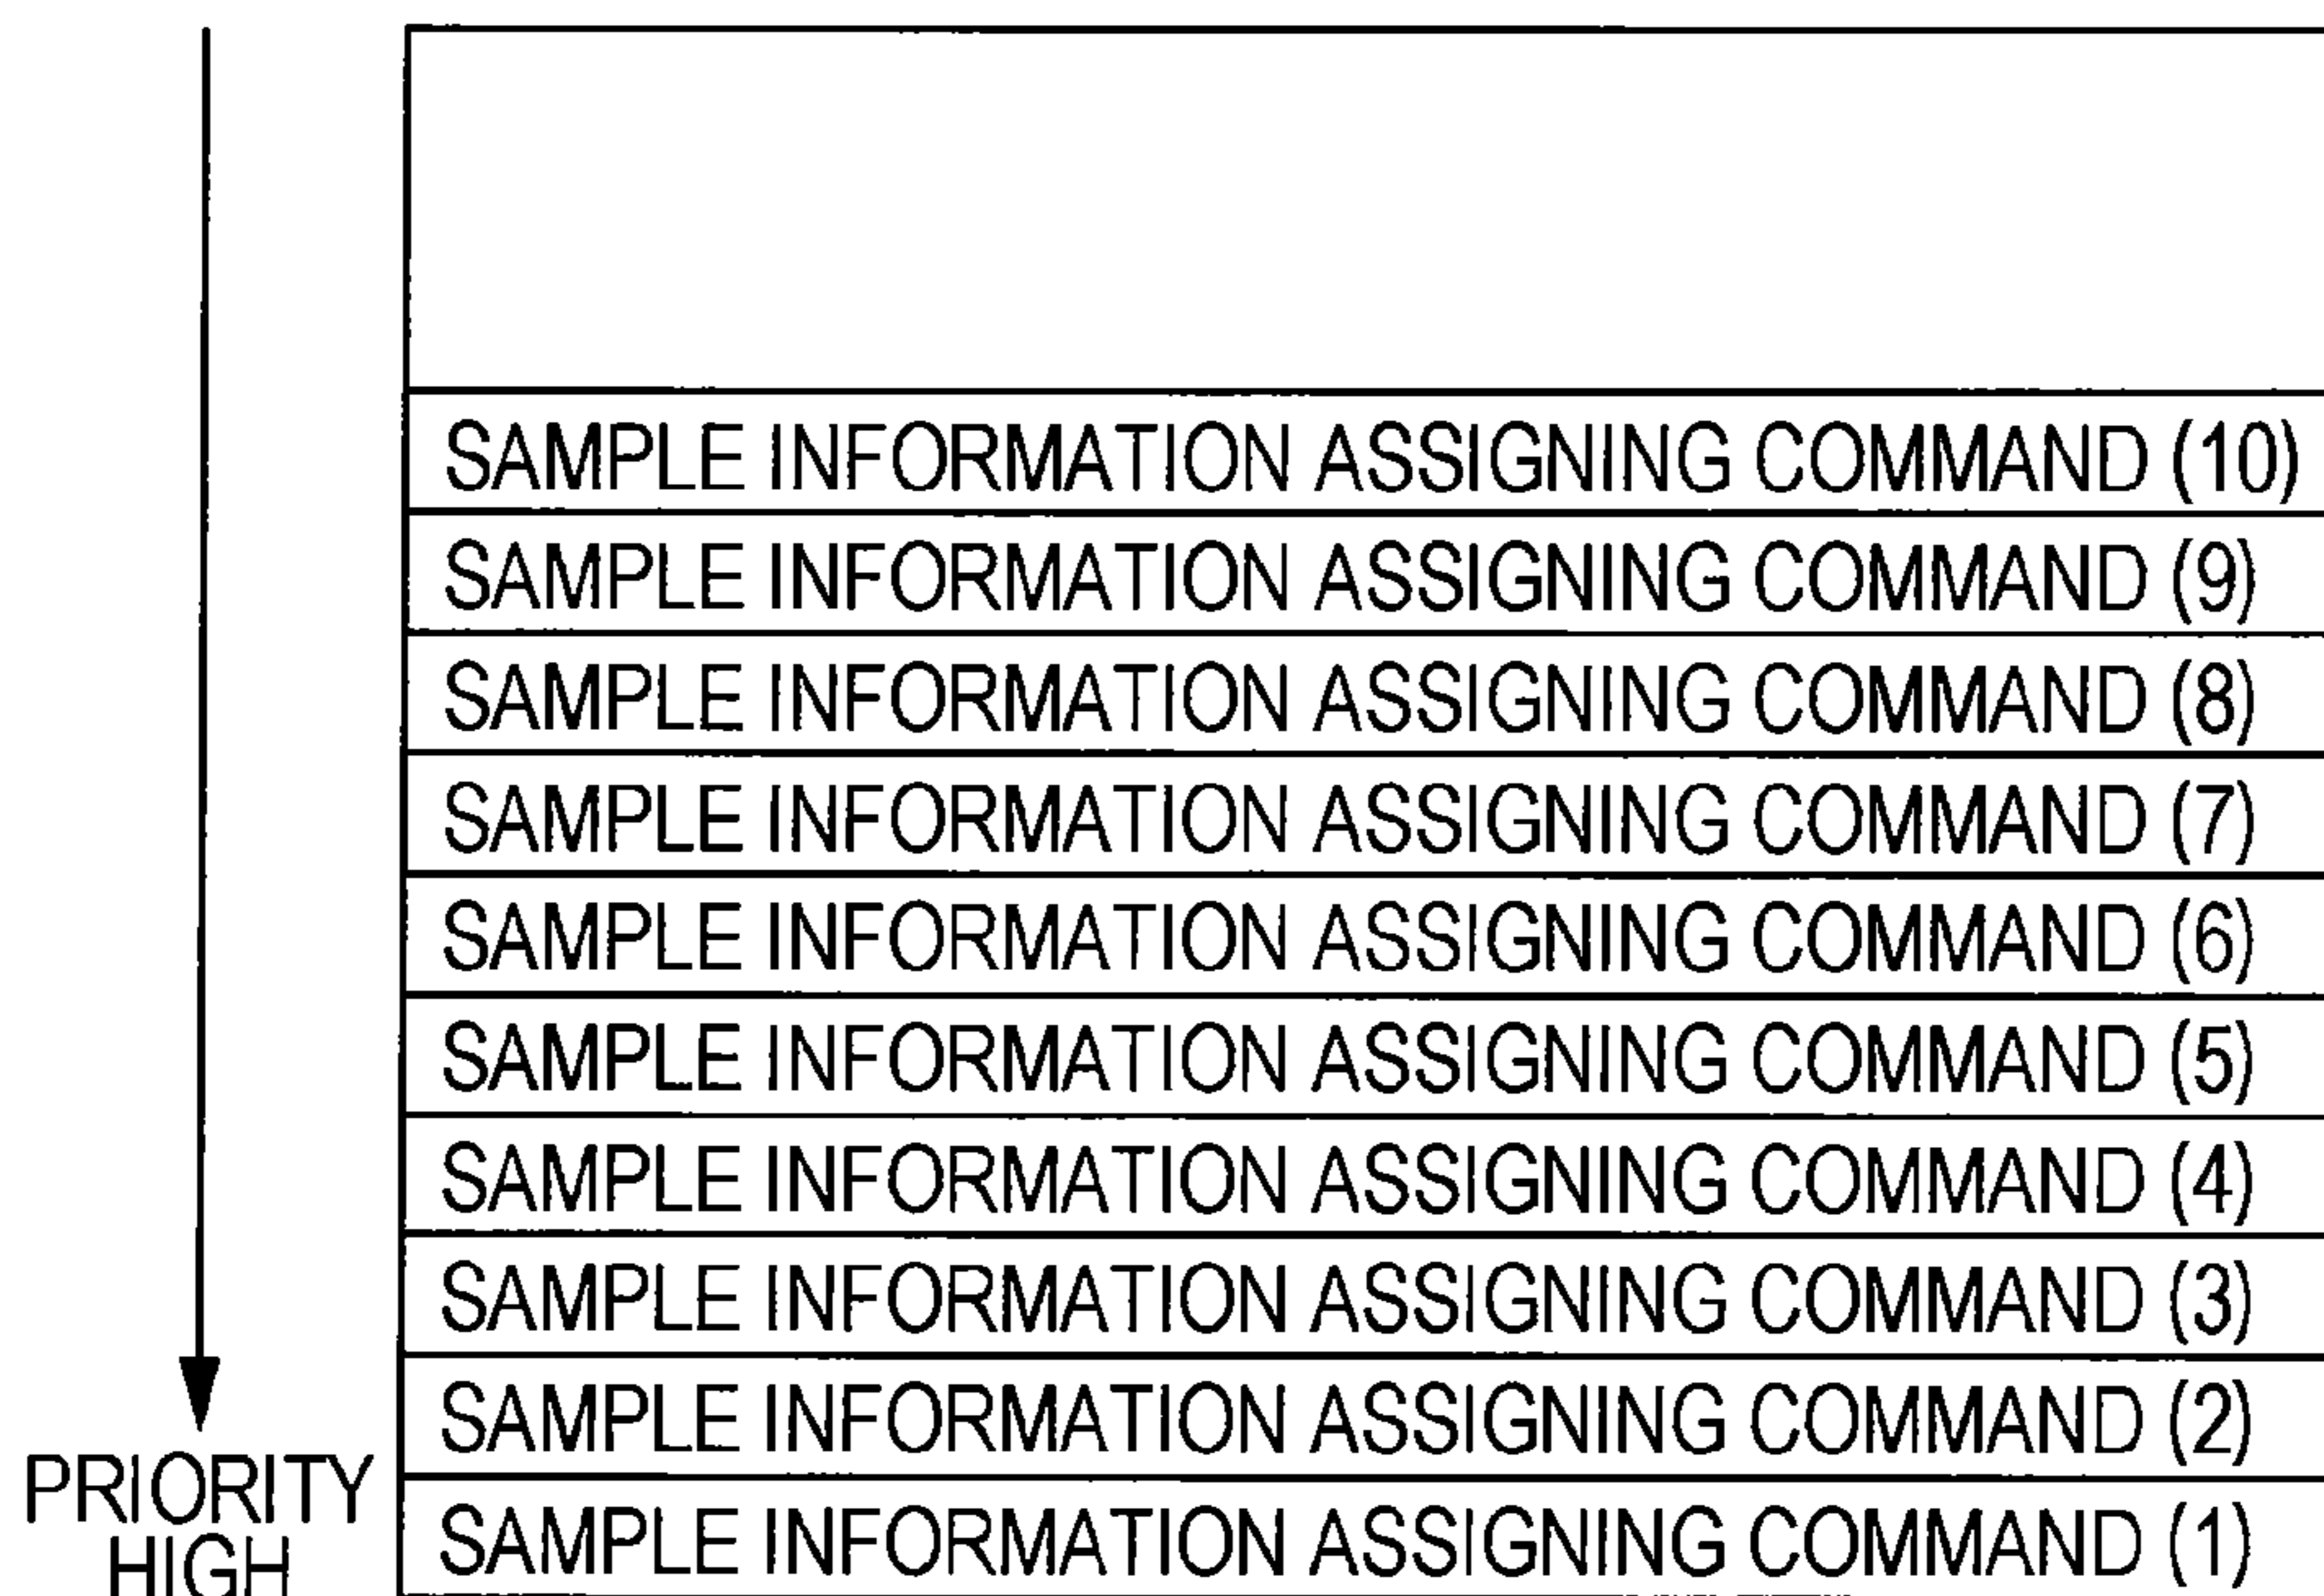 SAMPLE INFORMATION ASSIGNING COMMAND (10)
SAMPLE INFORMATION ASSIGNING COMMAND (9)
SAMPLE INFORMATION ASSIGNING COMMAND (8)
SAMPLE INFORMATION ASSIGNING COMMAND (7)
SAMPLE INFORMATION ASSIGNING COMMAND (6)
SAMPLE INFORMATION ASSIGNING COMMAND (5)
SAMPLE INFORMATION ASSIGNING COMMAND (4)
SAMPLE INFORMATION ASSIGNING COMMAND (3)
SAMPLE INFORMATION ASSIGNING COMMAND (2)
SAMPLE INFORMATION ASSIGNING COMMAND (1)
PRIORITY
HIGH